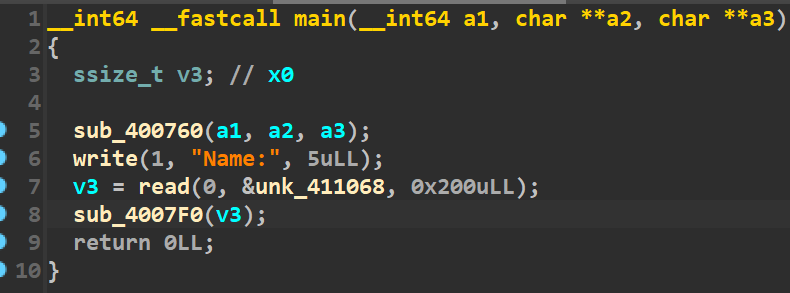 1 __int64 __fastcall main(__int64 a1, char **a2, char **a3)
2 {
3   ssize_t v3; // x0
4
5   sub_400760(a1, a2, a3);
6   write(1, "Name:", 5uLL);
7   v3 = read(0, &unk_411068, 0x200uLL);
8   sub_4007F0(v3);
9   return 0LL;
10 }